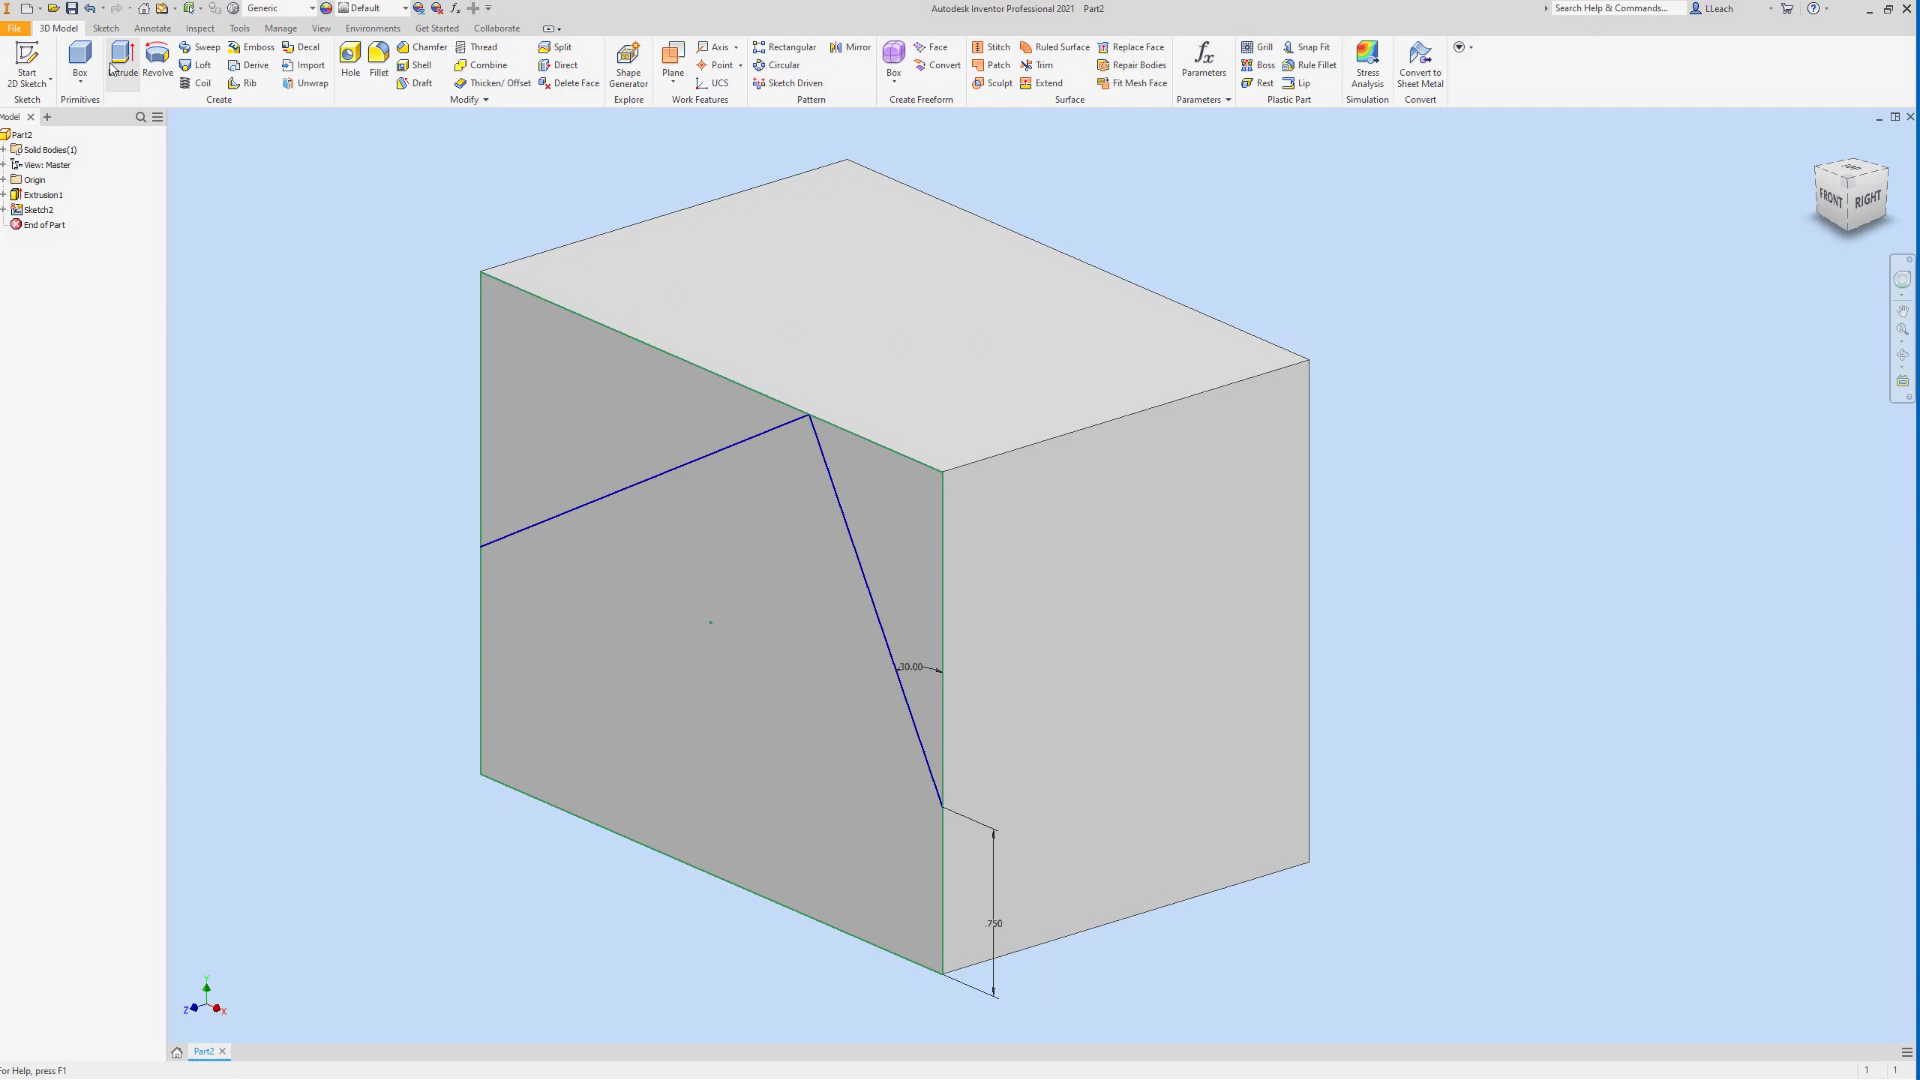 Generic Default Autodesk Inventor Professional 2021 Part2 Search Help & Commands... LLeach
File 3D Model Sketch Annotate Inspect Tools Manage View Environments Get Started Collaborate
Start
2D Sketch
Sketch
Box
Primitives
Extrude
Revolve
Sweep Emboss Decal
Loft Derive Import
Coil Rib Unwrap
Create
Hole
Fillet
Chamfer Thread Split
Shell Combine Direct
Draft Thicken/ Offset Delete Face
Modify
Shape
Generator
Explore
Plane
Axis
Point
UCS
Work Features
Rectangular Mirror
Circular
Sketch Driven
Pattern
Box
Face
Convert
Create Freeform
Stitch Ruled Surface Replace Face
Patch Trim Repair Bodies
Sculpt Extend Fit Mesh Face
Surface
fx
Parameters
Parameters
Grill Snap Fit
Boss Rule Fillet
Rest Lip
Plastic Part
Stress
Analysis
Simulation
Convert to
Sheet Metal
Convert
Model
Part2
Solid Bodies(1)
View: Master
Origin
Extrusion1
Sketch2
End of Part
TOP
FRONT RIGHT
30.00
.750
Y
Z X
Part2
For Help, press F1
1 1